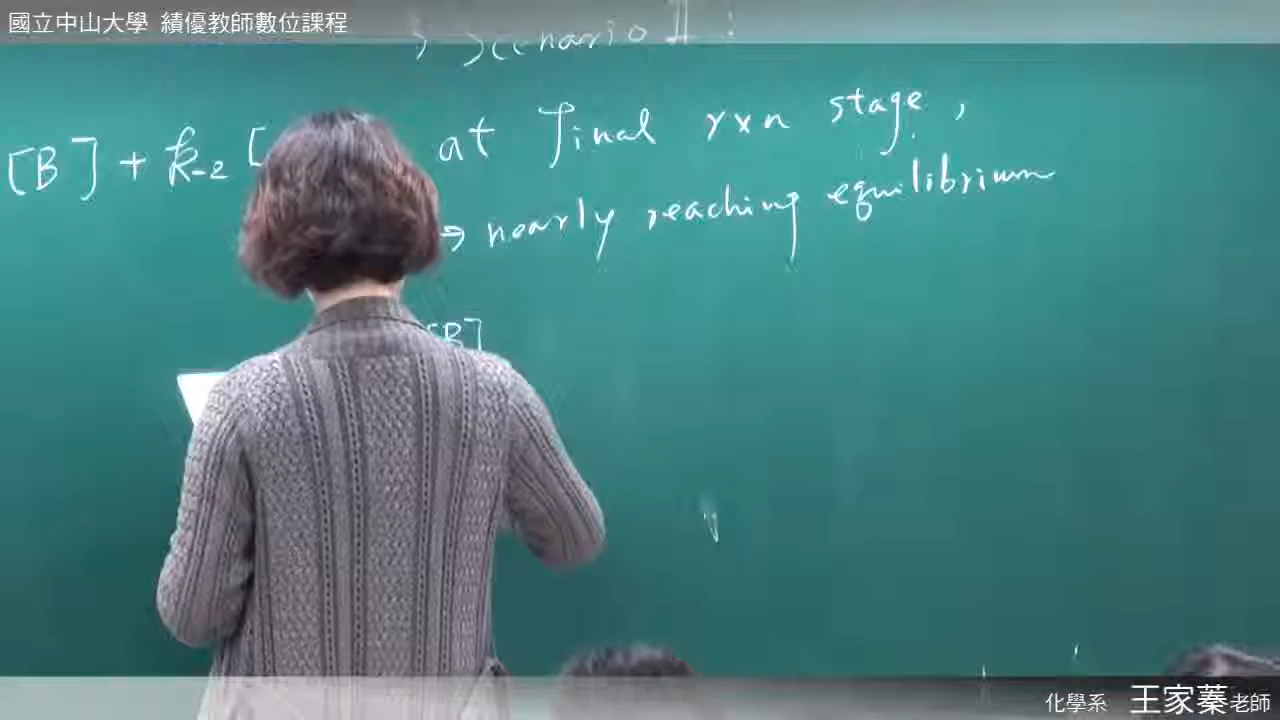 國立中山大學 績優教師數位課程
Scenario II :
[B] + k-2 [ at final rxn stage,
→ nearly reaching equilibrium
[B]
化學系 王家蓁老師